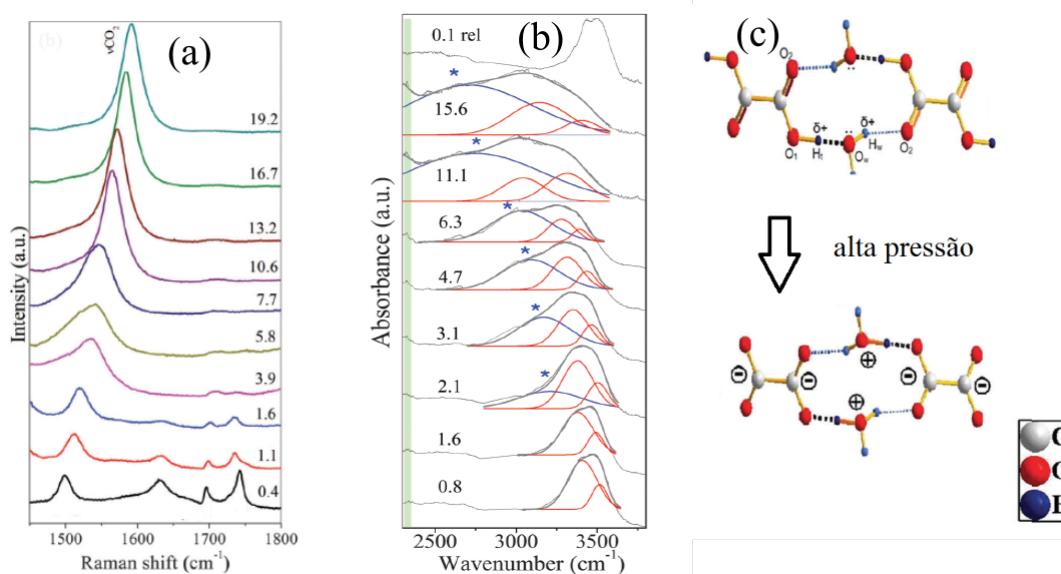 (b)
νCO₂
(a)
19.2
16.7
13.2
10.6
7.7
5.8
3.9
1.6
1.1
0.4
Intensity (a.u.)
1500 1600 1700 1800
Raman shift (cm⁻¹)
(b)
0.1 rel
*
15.6
*
11.1
*
6.3
*
4.7
*
3.1
*
2.1
1.6
0.8
Absorbance (a.u.)
2500 3000 3500
Wavenumber (cm⁻¹)
(c)
O₂
δ+ δ+
O₁ Hₜ O_w H_w O₂
alta pressão
⊖ ⊖ ⊕ ⊖ ⊖
⊕